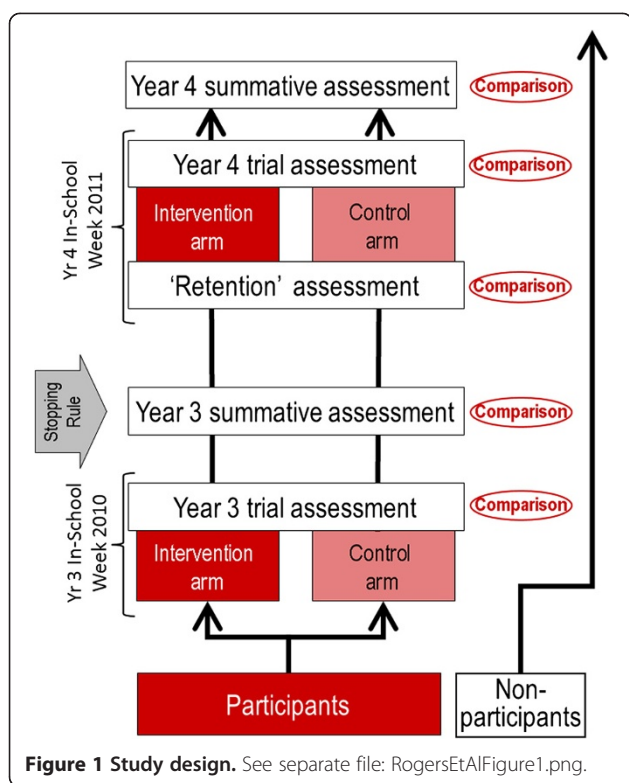 Year 4 summative assessment
Comparison
Year 4 trial assessment
Comparison
Yr 4 In-School
Week 2011
Intervention
arm
Control
arm
'Retention' assessment
Comparison
Stopping
Rule
Year 3 summative assessment
Comparison
Year 3 trial assessment
Comparison
Yr 3 In-School
Week 2010
Intervention
arm
Control
arm
Participants
Non-
participants
Figure 1 Study design. See separate file: RogersEtAlFigure1.png.